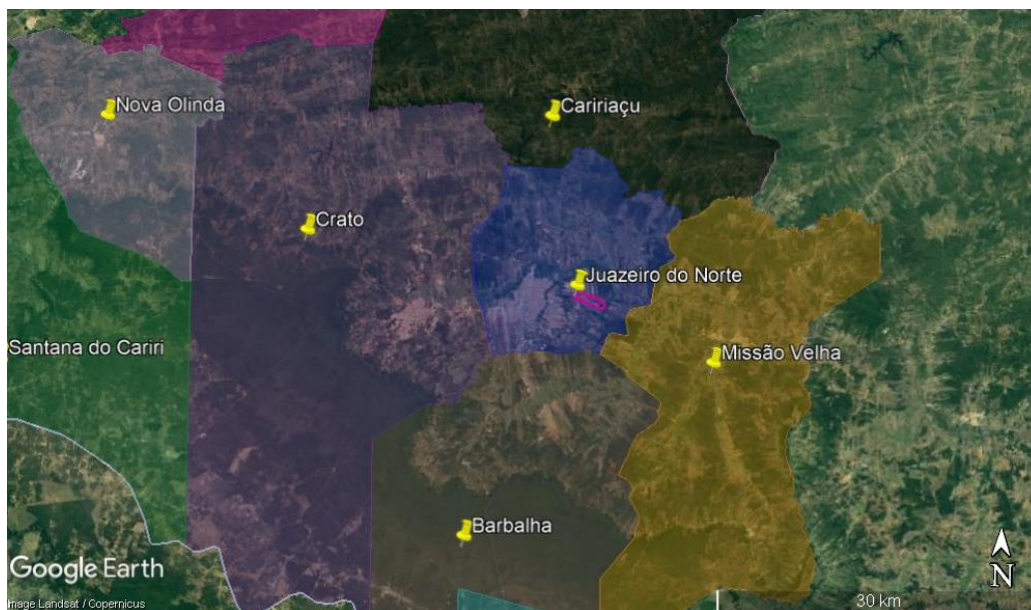 Nova Olinda
Caririaçu
Crato
Juazeiro do Norte
Santana do Cariri
Missão Velha
Barbalha
Google Earth
N
mage Landsat / Copernicus
30 km